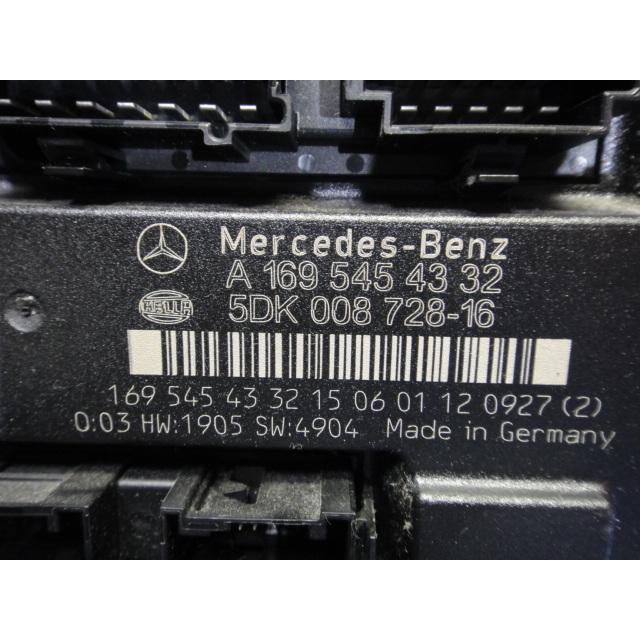 Mercedes-Benz
A 169 545 43 32
HELLA
5DK 008 728-16
169 545 43 32 15 06 01 12 0927 (2)
0:03 HW:1905 SW:4904 Made in Germany